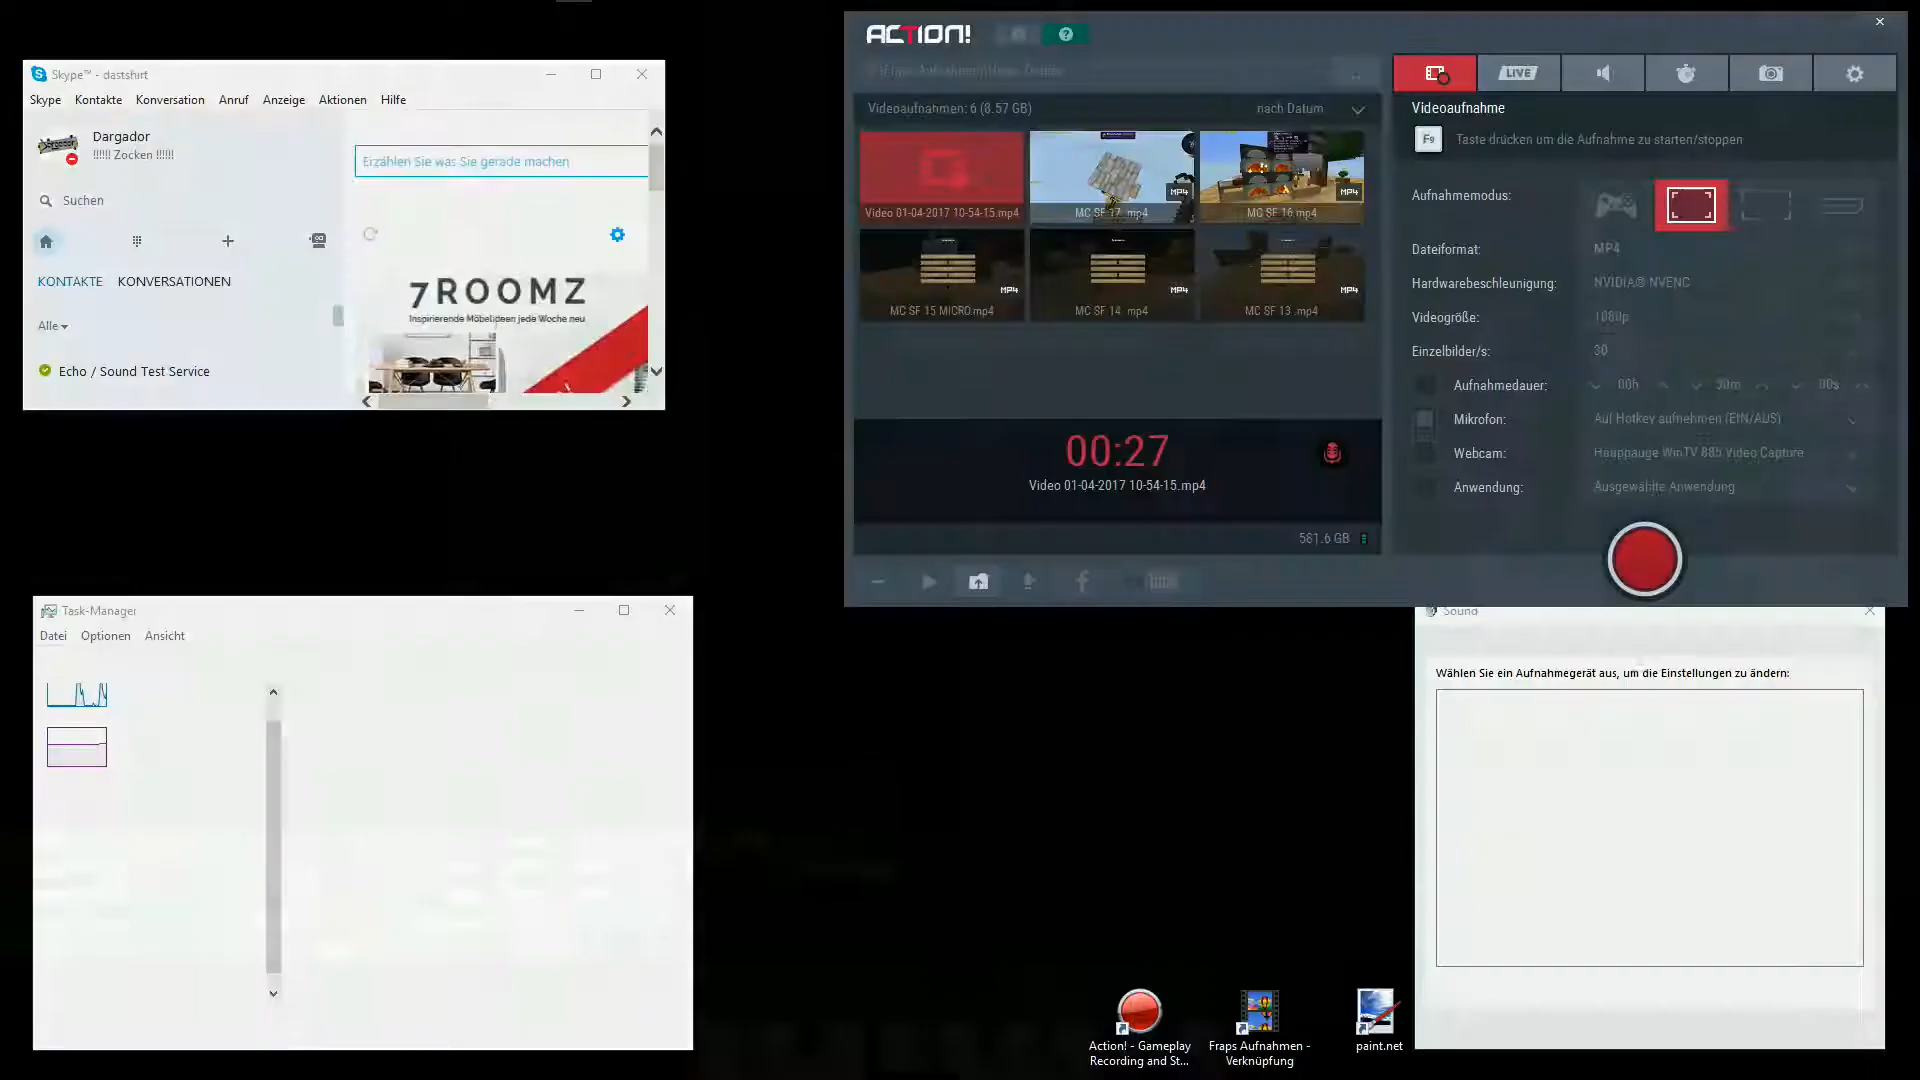 Skype™ - dastshirt
Skype Kontakte Konversation Anruf Anzeige Aktionen Hilfe
Dargador
!!!!!! Zocken !!!!!!
Suchen
KONTAKTE KONVERSATIONEN
Alle
Echo / Sound Test Service
Erzählen Sie was Sie gerade machen
7ROOMZ
Inspirierende Möbelideen jede Woche neu
ACTION!
Videoaufnahmen: 6 (8.57 GB)
nach Datum
Video 01-04-2017 10-54-15.mp4
MP4
MC SF 17 .mp4
MP4
MC SF 16.mp4
MP4
MC SF 15 MICRO.mp4
MP4
MC SF 14 .mp4
MP4
MC SF 13 .mp4
00:27
Video 01-04-2017 10-54-15.mp4
581.6 GB
LIVE
Videoaufnahme
F9 Taste drücken um die Aufnahme zu starten/stoppen
Aufnahmemodus:
Dateiformat: MP4
Hardwarebeschleunigung: NVIDIA® NVENC
Videogröße: 1080p
Einzelbilder/s: 30
Aufnahmedauer: 00h 30m 00s
Mikrofon: Auf Hotkey aufnehmen (EIN/AUS)
Webcam: Hauppauge WinTV 885 Video Capture
Anwendung: Ausgewählte Anwendung
Task-Manager
Datei Optionen Ansicht
Sound
Wählen Sie ein Aufnahmegerät aus, um die Einstellungen zu ändern:
Action! - Gameplay
Recording and St...
Fraps Aufnahmen -
Verknüpfung
paint.net